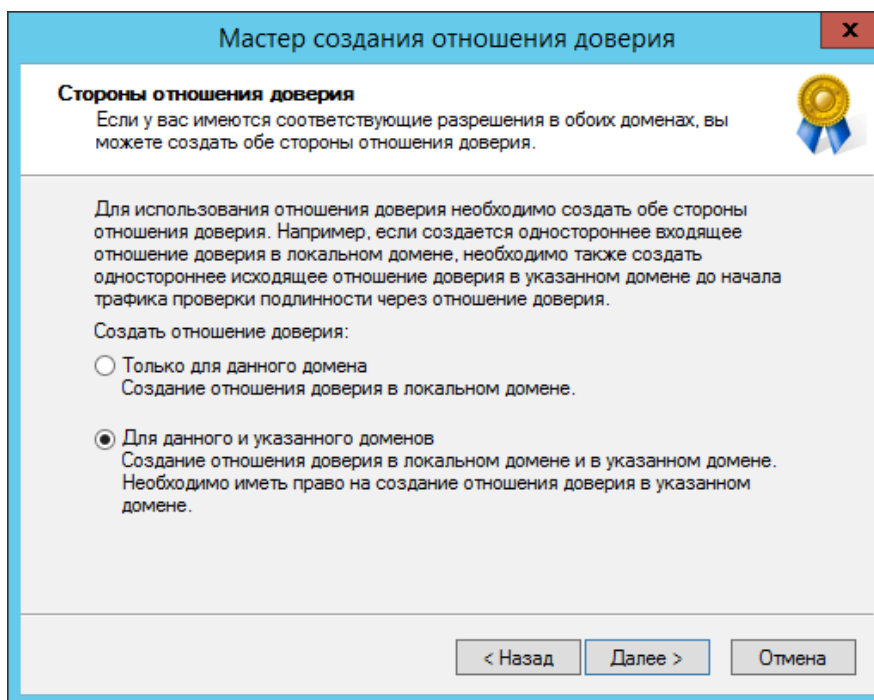 Мастер создания отношения доверия
x
Стороны отношения доверия
Если у вас имеются соответствующие разрешения в обоих доменах, вы
можете создать обе стороны отношения доверия.
Для использования отношения доверия необходимо создать обе стороны
отношения доверия. Например, если создается одностороннее входящее
отношение доверия в локальном домене, необходимо также создать
одностороннее исходящее отношение доверия в указанном домене до начала
трафика проверки подлинности через отношение доверия.
Создать отношение доверия:
Только для данного домена
Создание отношения доверия в локальном домене.
Для данного и указанного доменов
Создание отношения доверия в локальном домене и в указанном домене.
Необходимо иметь право на создание отношения доверия в указанном
домене.
< Назад Далее > Отмена